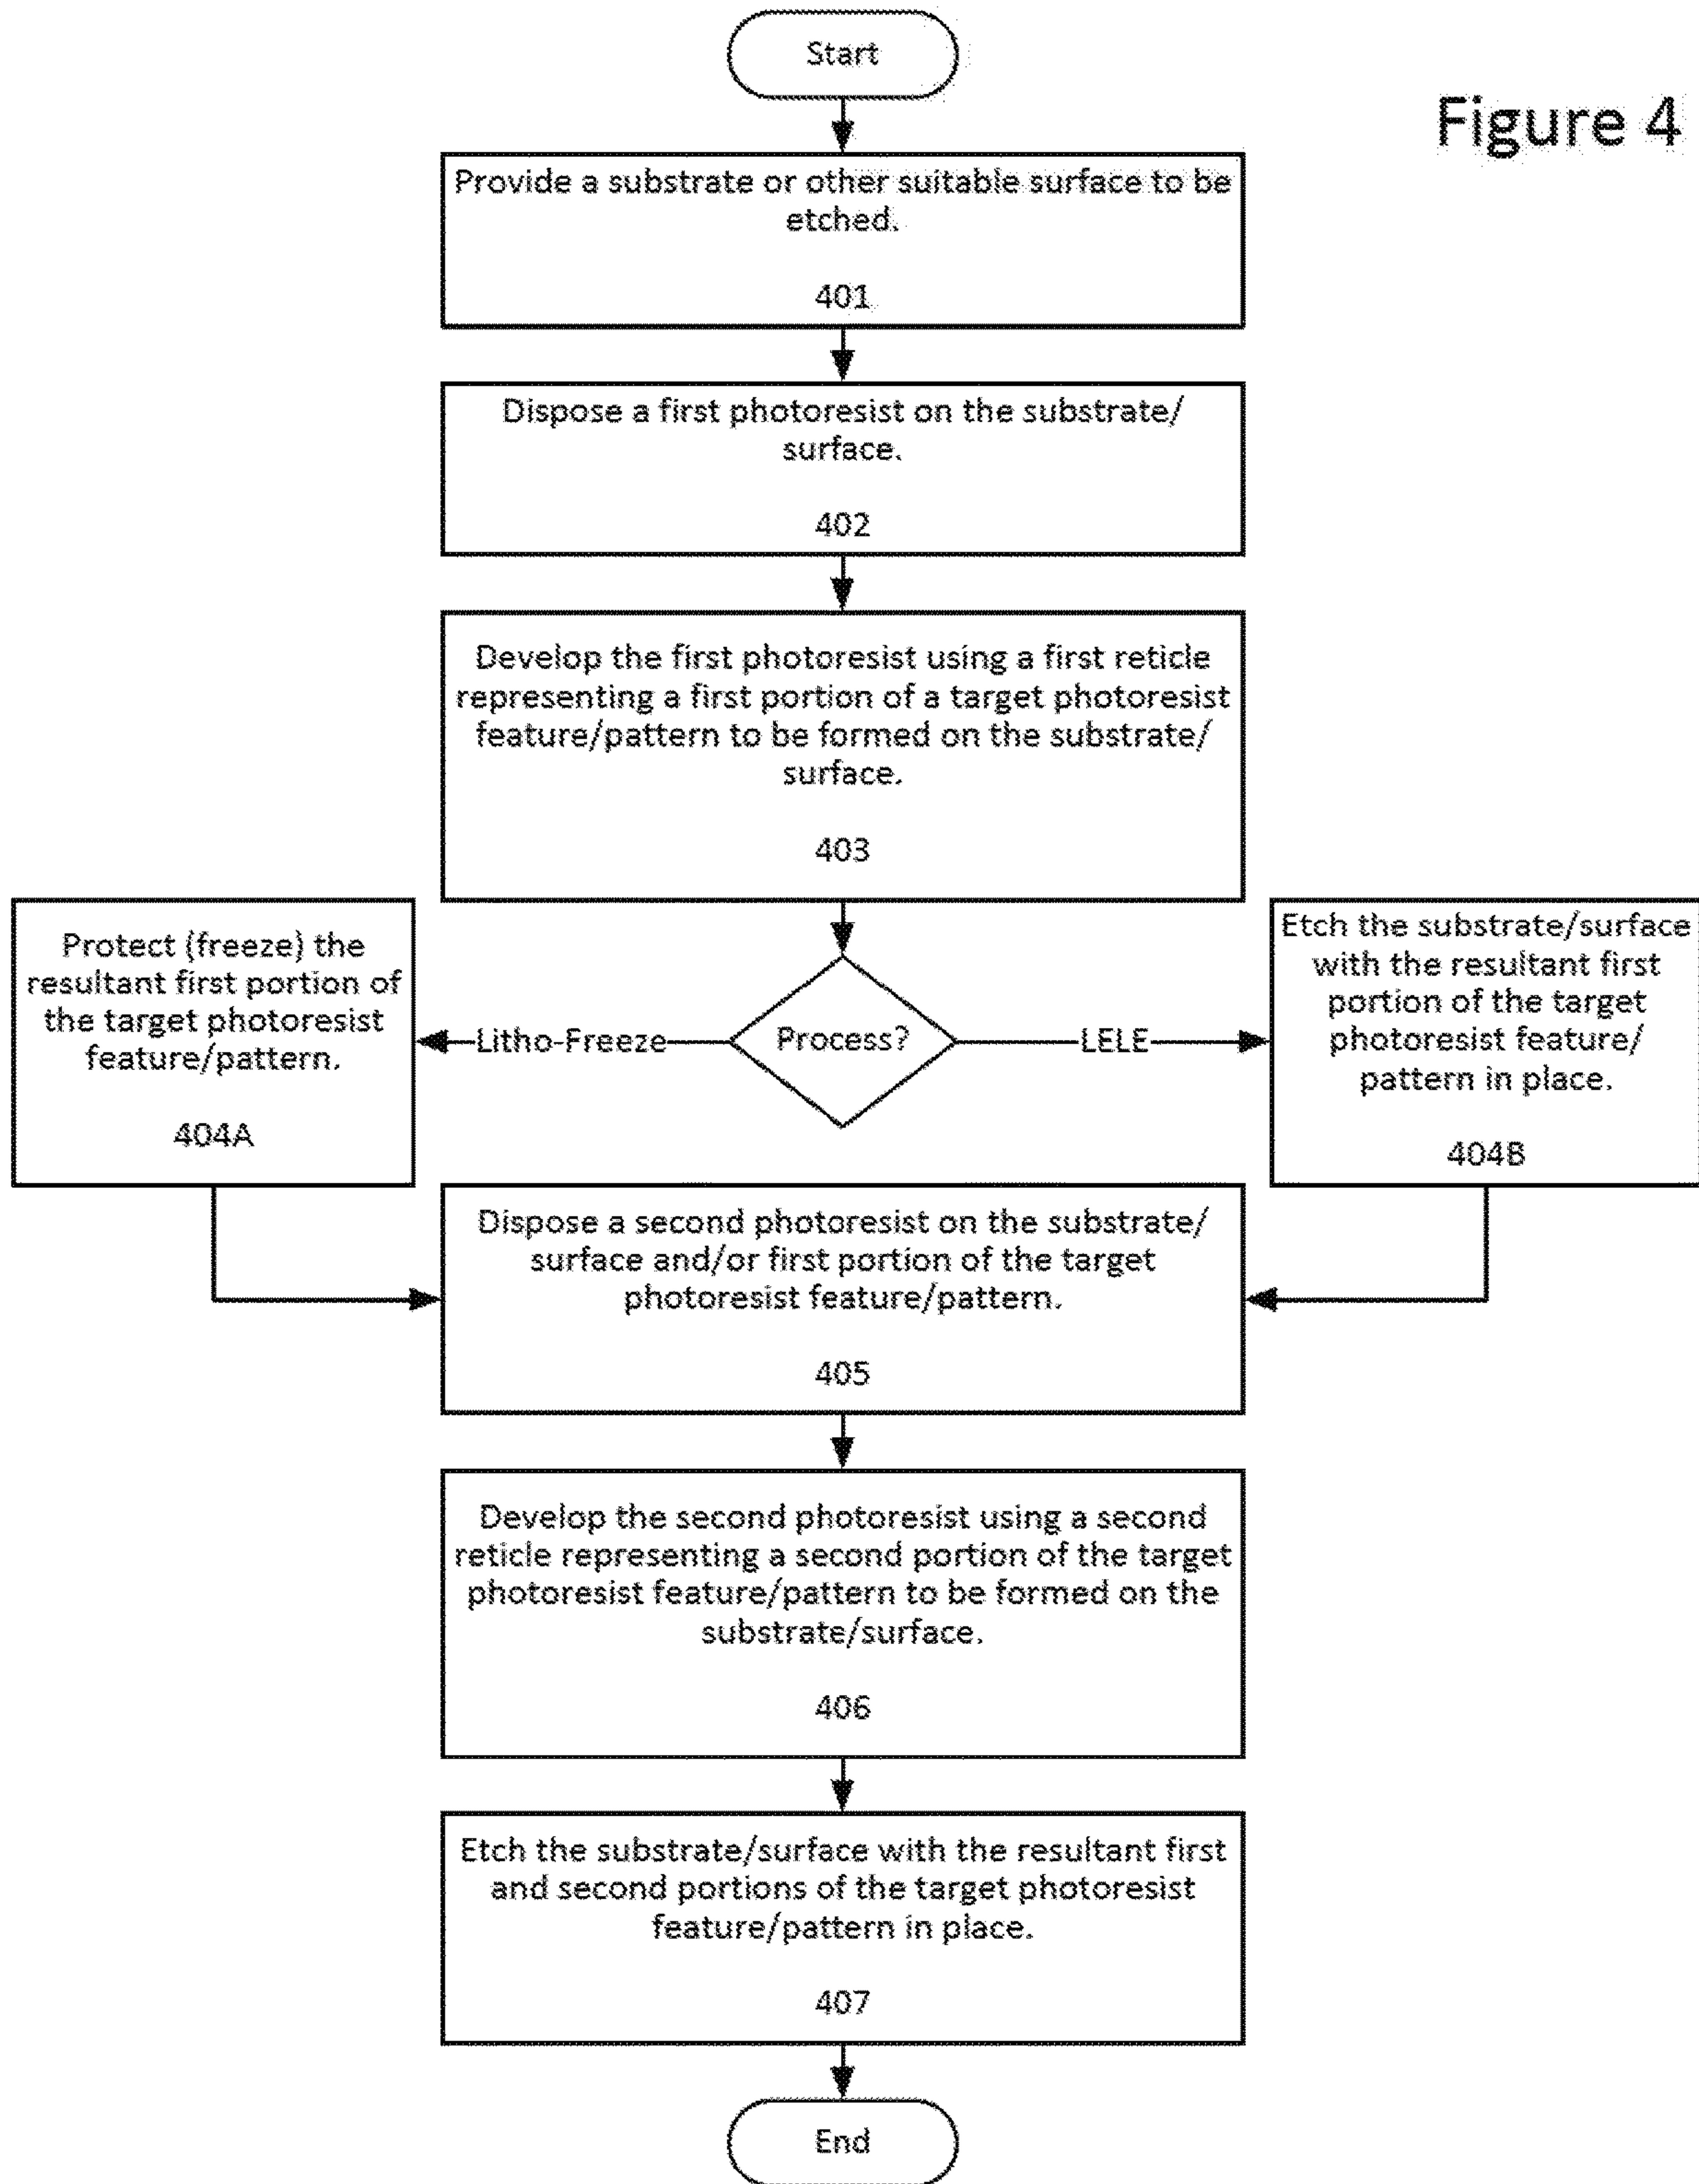 Start
Figure 4
Provide a substrate or other suitable surface to be
etched.
401
Dispose a first photoresist on the substrate/
surface.
402
Develop the first photoresist using a first reticle
representing a first portion of a target photoresist
feature/pattern to be formed on the substrate/
surface.
403
Protect (freeze) the
resultant first portion of
the target photoresist
feature/pattern.
404A
Litho-Freeze
Process?
LELE
Etch the substrate/surface
with the resultant first
portion of the target
photoresist feature/
pattern in place.
404B
Dispose a second photoresist on the substrate/
surface and/or first portion of the target
photoresist feature/pattern.
405
Develop the second photoresist using a second
reticle representing a second portion of the target
photoresist feature/pattern to be formed on the
substrate/surface.
406
Etch the substrate/surface with the resultant first
and second portions of the target photoresist
feature/pattern in place.
407
End